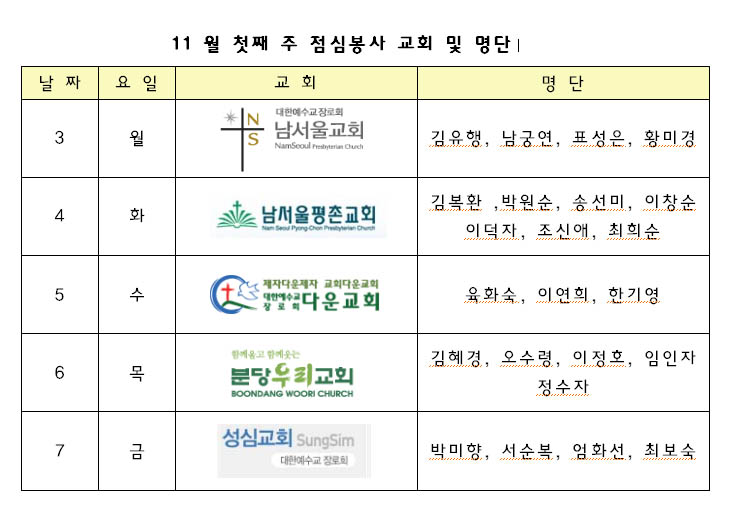 11 월 첫째 주 점심봉사 교회 및 명단
날 짜 요 일 교 회 명 단
3 월
대한예수교장로회
남서울교회
NamSeoul Presbyterian Church
N
S
김유행, 남궁연, 표성은, 황미경
4 화
남서울평촌교회
Nam Seoul Pyong-Chon Presbyterian Church
김복환 ,박원순, 송선미, 이창순
이덕자, 조신애, 최희순
5 수
제자다운제자 교회다운교회
대한예수교
장로회
다운교회
육화숙, 이연희, 한기영
6 목
함께울고 함께웃는
분당우리교회
BOONDANG WOORI CHURCH
김혜경, 오수령, 이정호, 임인자
정수자
7 금
성심교회 SungSim
대한예수교 장로회
박미향, 서순복, 엄화선, 최보숙